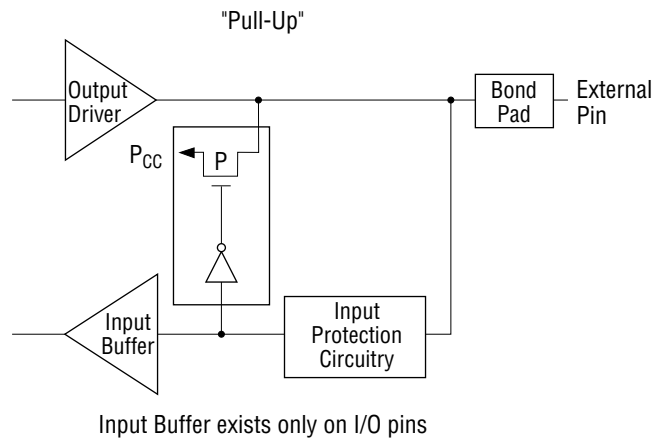 "Pull-Up"
Output
Driver
Bond
Pad
External
Pin
PCC
P
Input
Buffer
Input
Protection
Circuitry
Input Buffer exists only on I/O pins